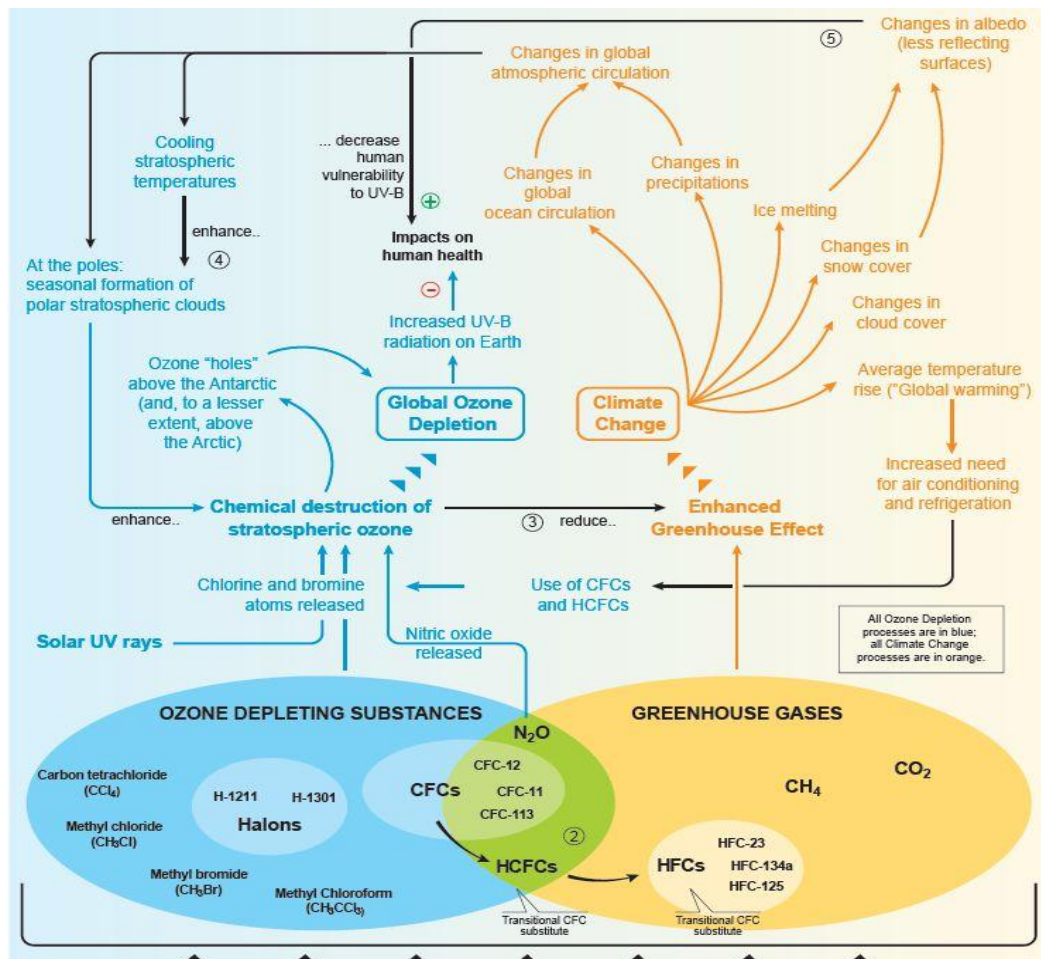 Changes in albedo
(less reflecting
surfaces)
5
Changes in global
atmospheric circulation
Cooling
stratospheric
temperatures
... decrease
human
vulnerability
to UV-B
+
Changes in
global
ocean circulation
Changes in
precipitations
Ice melting
enhance..
4
Impacts on
human health
Changes in
snow cover
At the poles:
seasonal formation of
polar stratospheric clouds
−
Changes in
cloud cover
Increased UV-B
radiation on Earth
Ozone "holes"
above the Antarctic
(and, to a lesser
extent, above
the Arctic)
Global Ozone
Depletion
Climate
Change
Average temperature
rise ("Global warming")
Increased need
for air conditioning
and refrigeration
enhance..
Chemical destruction of
stratospheric ozone
3 reduce..
Enhanced
Greenhouse Effect
Chlorine and bromine
atoms released
Use of CFCs
and HCFCs
Solar UV rays
Nitric oxide
released
All Ozone Depletion
processes are in blue;
all Climate Change
processes are in orange.
OZONE DEPLETING SUBSTANCES
GREENHOUSE GASES
N2O
Carbon tetrachloride
(CCl4)
H-1211
H-1301
Halons
CFCs
CFC-12
CFC-11
CFC-113
CH4
CO2
Methyl chloride
(CH3Cl)
2
Methyl bromide
(CH3Br)
Methyl Chloroform
(CH3CCl3)
HCFCs
HFCs
HFC-23
HFC-134a
HFC-125
Transitional CFC
substitute
Transitional CFC
substitute